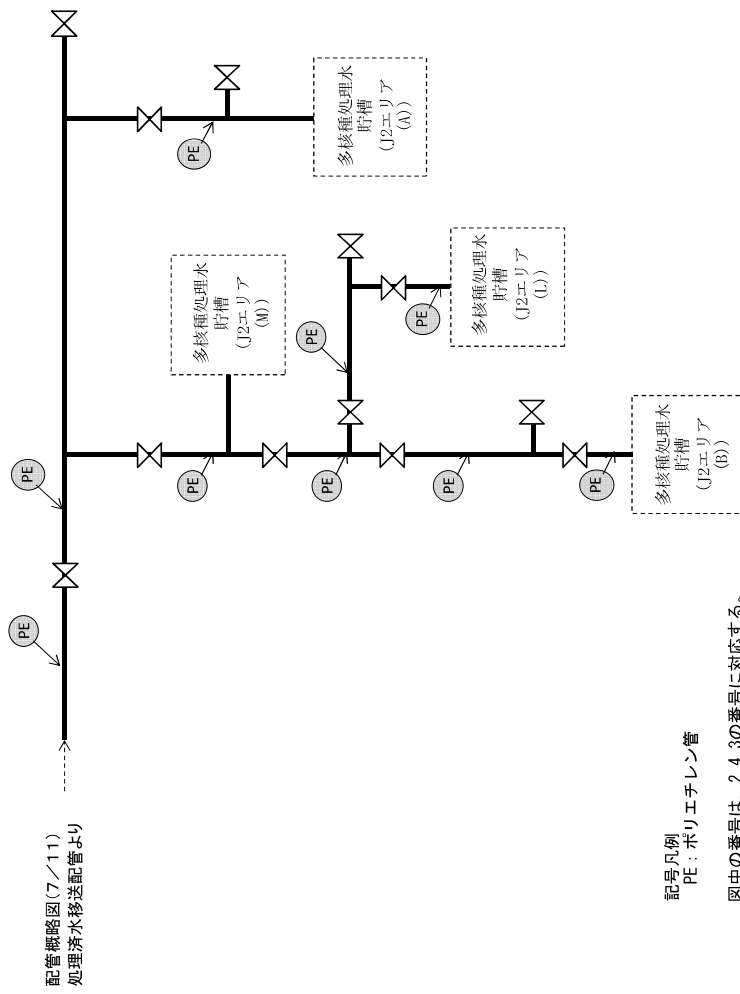 配管概略図(7/11)
処理済水移送配管より
PE
PE
PE
多核種処理水
貯槽
(J2エリア
(A))
PE
多核種処理水
貯槽
(J2エリア
(M))
PE
PE
PE
多核種処理水
貯槽
(J2エリア
(L))
PE
PE
多核種処理水
貯槽
(J2エリア
(B))
記号凡例
PE：ポリエチレン管
図中の番号は、2.4.3の番号に対応する。